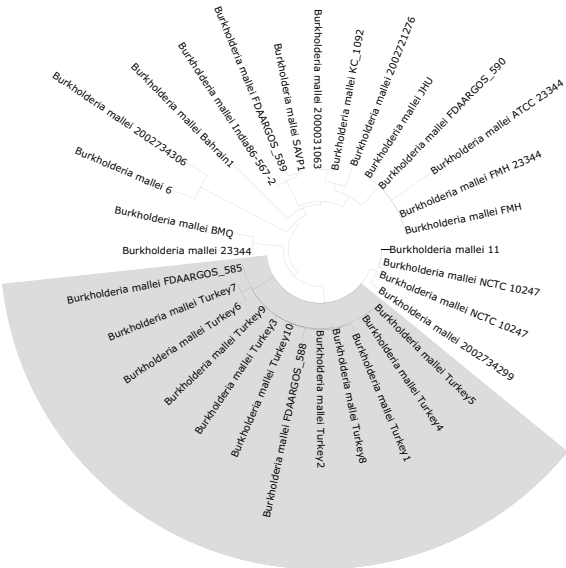 Burkholderia mallei 2002734306
Burkholderia mallei Bahrain1
Burkholderia mallei India86-567-2
Burkholderia mallei FDAARGOS_589
Burkholderia mallei SAVP1
Burkholderia mallei 2000031063
Burkholderia mallei KC_1092
Burkholderia mallei 2002721276
Burkholderia mallei JHU
Burkholderia mallei FDAARGOS_590
Burkholderia mallei ATCC 23344
Burkholderia mallei FMH 23344
Burkholderia mallei FMH
Burkholderia mallei 11
Burkholderia mallei NCTC 10247
Burkholderia mallei NCTC 10247
Burkholderia mallei 2002734299
Burkholderia mallei Turkey5
Burkholderia mallei Turkey4
Burkholderia mallei Turkey1
Burkholderia mallei Turkey8
Burkholderia mallei Turkey2
Burkholderia mallei FDAARGOS_588
Burkholderia mallei Turkey10
Burkholderia mallei Turkey3
Burkholderia mallei Turkey9
Burkholderia mallei Turkey6
Burkholderia mallei Turkey7
Burkholderia mallei FDAARGOS_585
Burkholderia mallei 23344
Burkholderia mallei BMQ
Burkholderia mallei 6